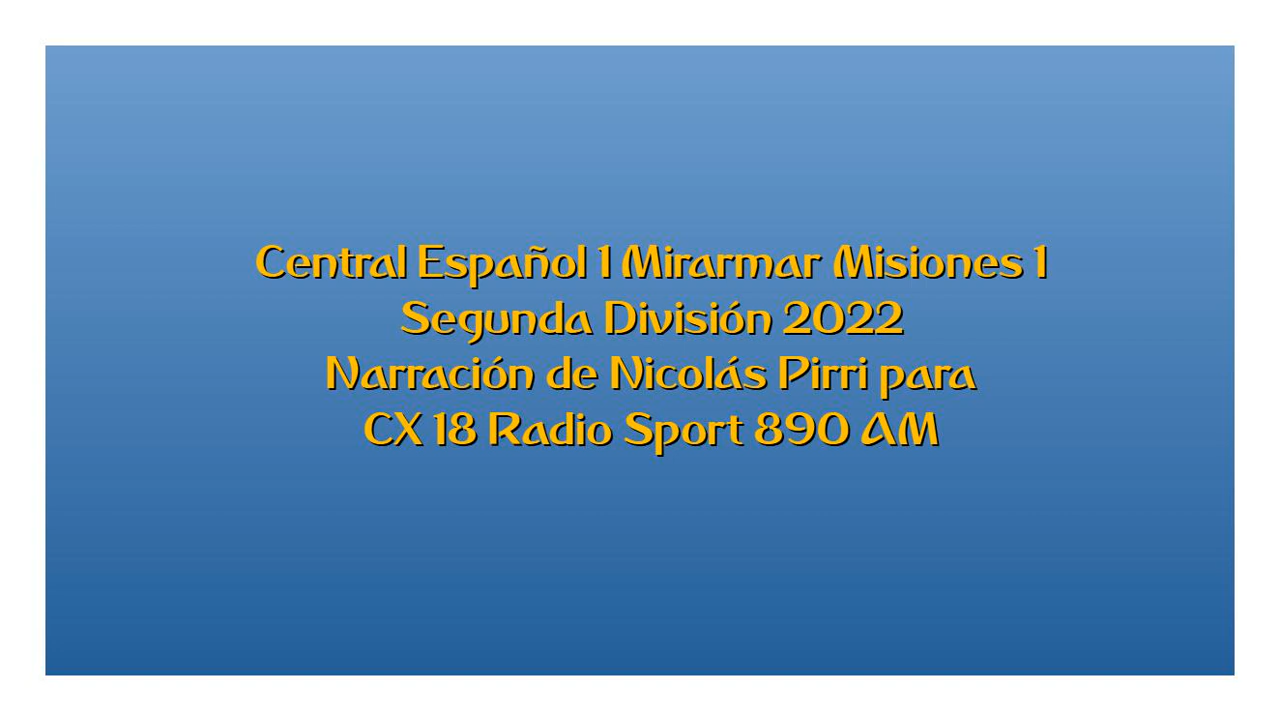 Central Español 1 Mirarmar Misiones 1
Segunda División 2022
Narración de Nicolás Pirri para
CX 18 Radio Sport 890 AM